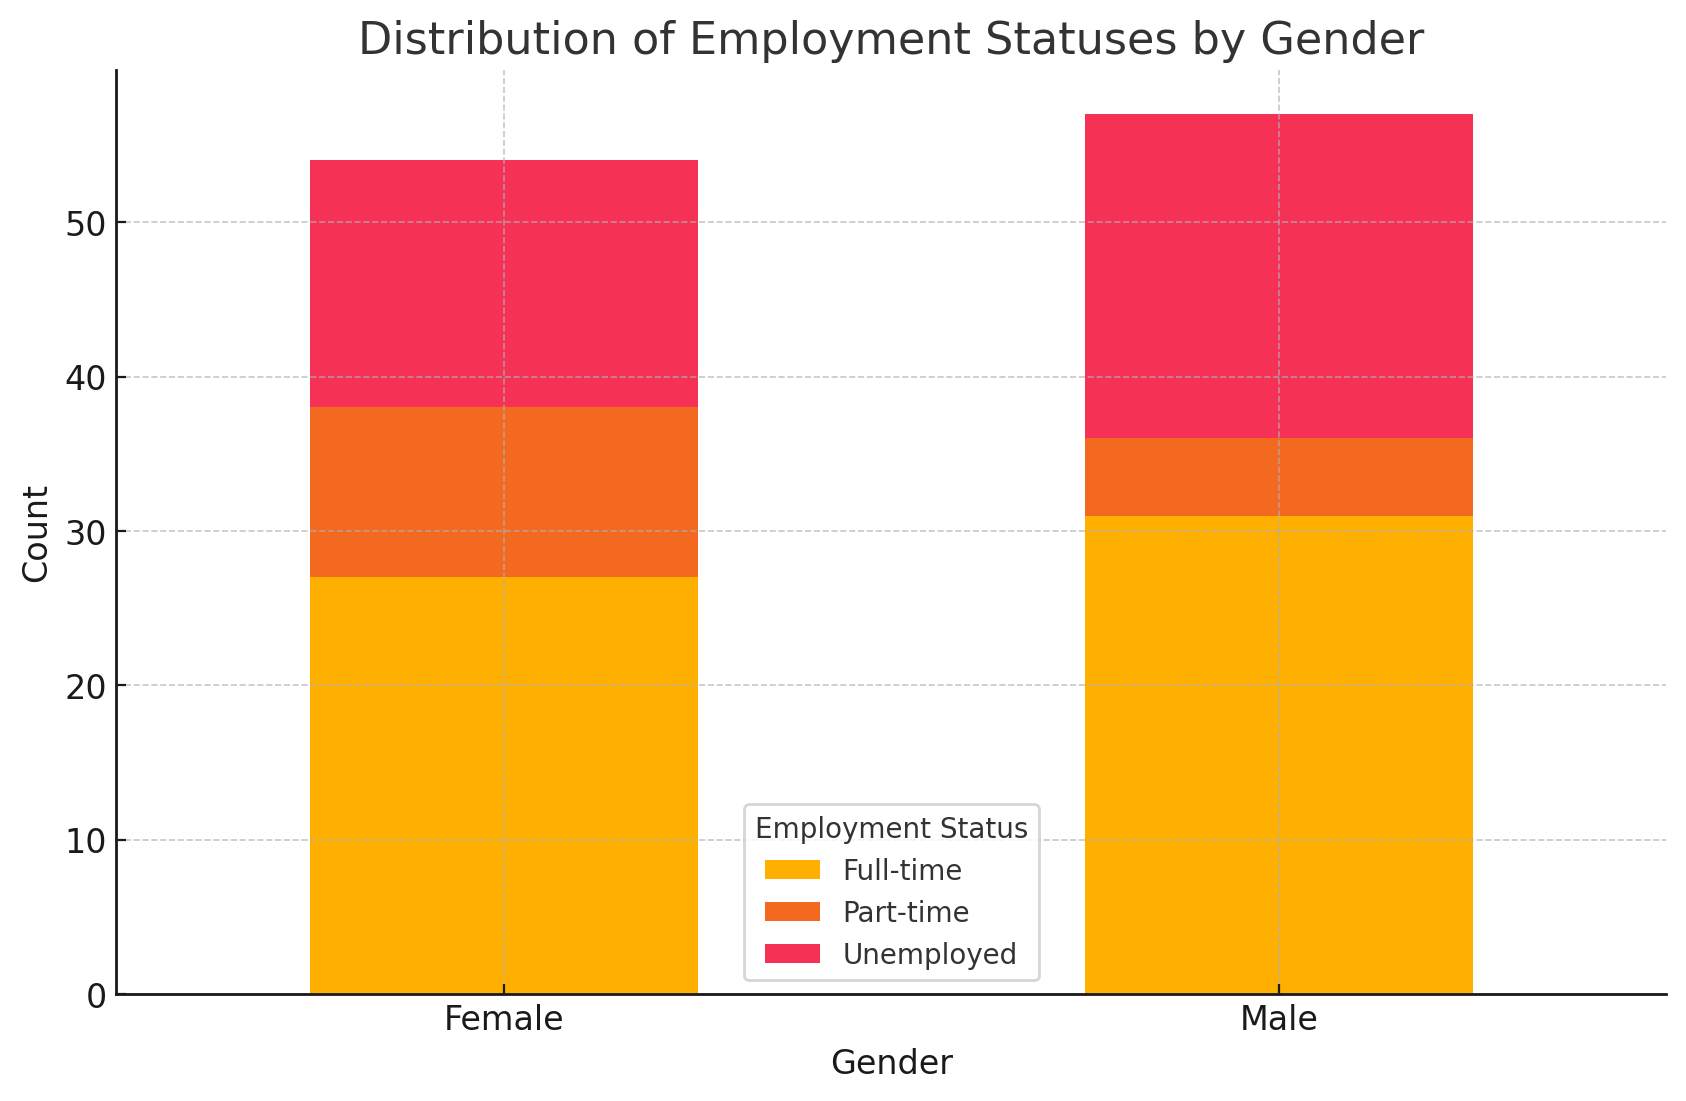 Distribution of Employment Statuses by Gender
Count
50
40
30
20
10
0
Employment Status
Full-time
Part-time
Unemployed
Female
Male
Gender